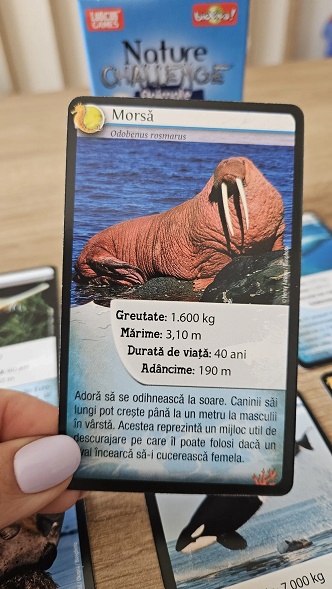 Nature
CHALLENGE
Morsă
Odobenus rosmarus
Greutate: 1.600 kg
Mărime: 3,10 m
Durată de viață: 40 ani
Adâncime: 190 m
Adoră să se odihnească la soare. Caninii săi
lungi pot crește până la un metru la masculii
în vârstă. Acestea reprezintă un mijloc util de
descurajare pe care îl poate folosi dacă un
val încearcă să-i cucerească femela.
7.000 kg